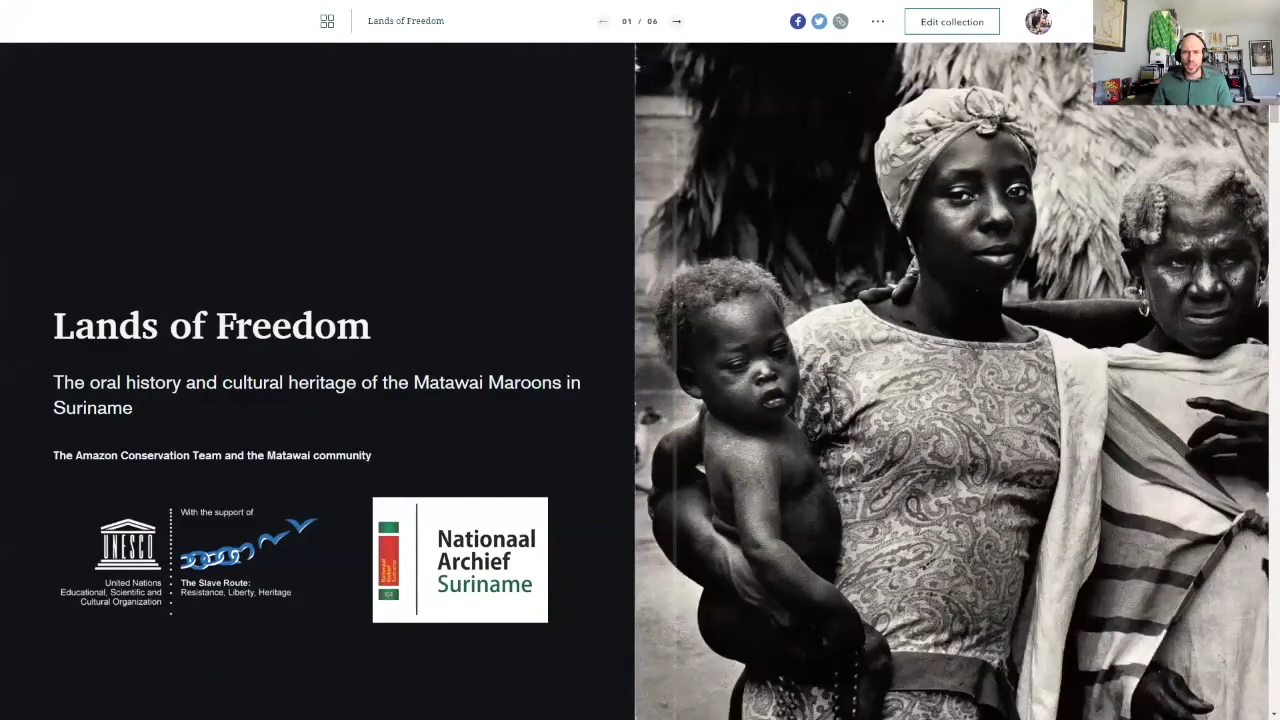 Lands of Freedom
01 / 06
Edit collection
Lands of Freedom
The oral history and cultural heritage of the Matawai Maroons in
Suriname
The Amazon Conservation Team and the Matawai community
UNESCO
United Nations
Educational, Scientific and
Cultural Organization
With the support of
The Slave Route:
Resistance, Liberty, Heritage
Nationaal
Archief
Suriname